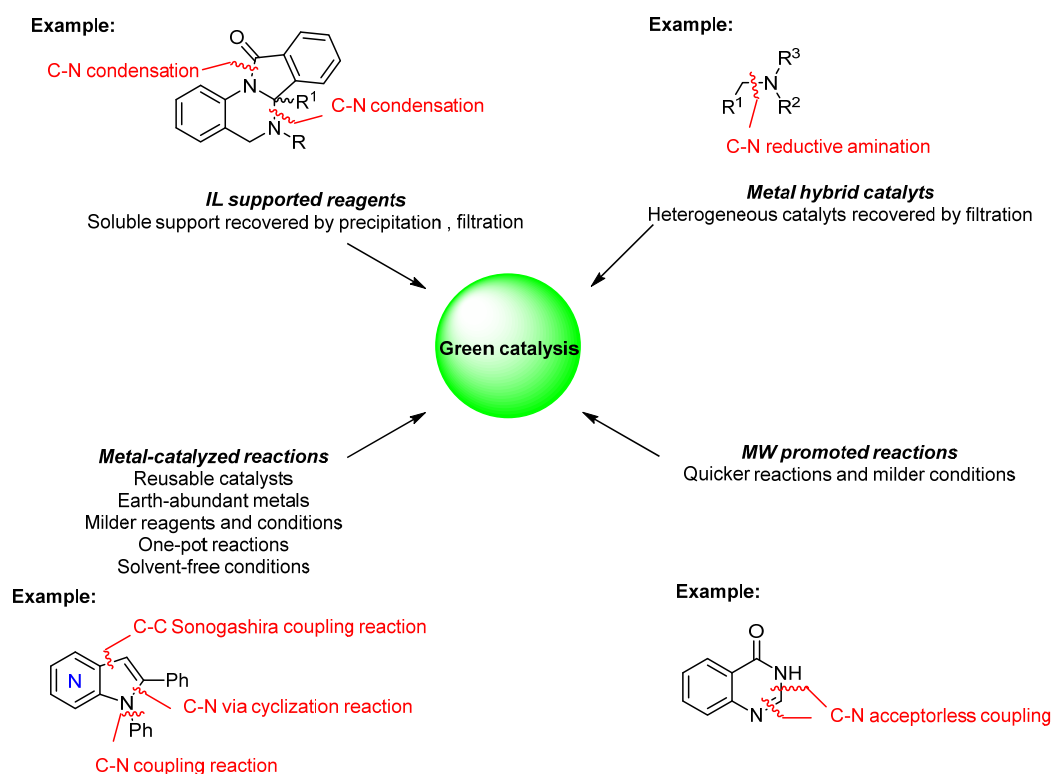 Example:
O
C-N condensation
N
R1
C-N condensation
N
R
IL supported reagents
Soluble support recovered by precipitation , filtration
Example:
R3
N
R1
R2
C-N reductive amination
Metal hybrid catalyts
Heterogeneous catalyts recovered by filtration
Green catalysis
Metal-catalyzed reactions
Reusable catalysts
Earth-abundant metals
Milder reagents and conditions
One-pot reactions
Solvent-free conditions
MW promoted reactions
Quicker reactions and milder conditions
Example:
C-C Sonogashira coupling reaction
N
Ph
N
C-N via cyclization reaction
Ph
C-N coupling reaction
Example:
O
NH
N
C-N acceptorless coupling